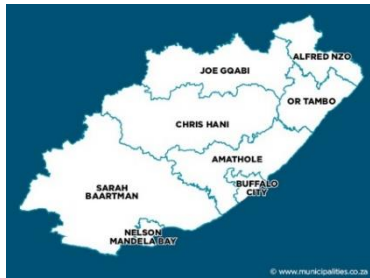 ALFRED NZO
JOE GQABI
OR TAMBO
CHRIS HANI
AMATHOLE
SARAH
BAARTMAN
BUFFALO
CITY
NELSON
MANDELA BAY
© www.municipalities.co.za